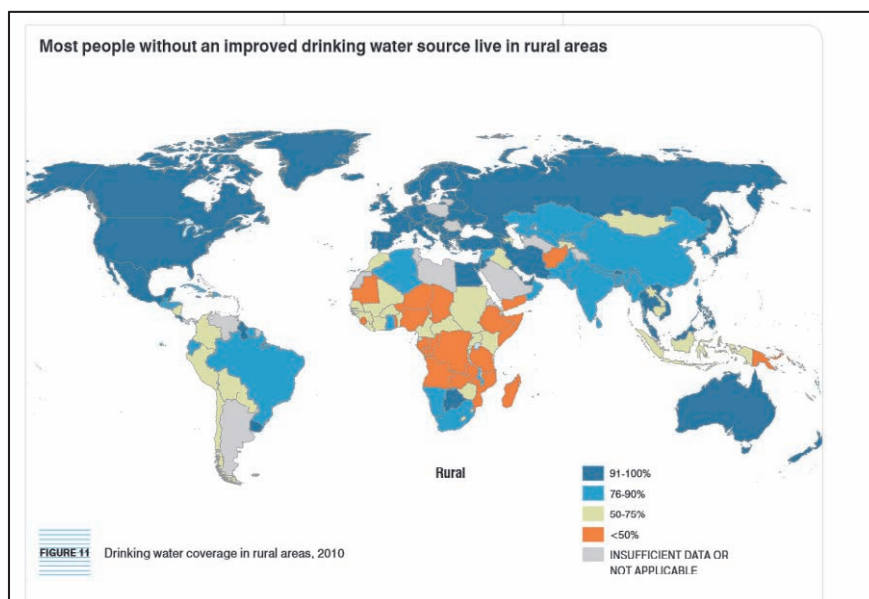 Most people without an improved drinking water source live in rural areas
Rural
91-100%
76-90%
50-75%
<50%
INSUFFICIENT DATA OR
NOT APPLICABLE
FIGURE 11 Drinking water coverage in rural areas, 2010